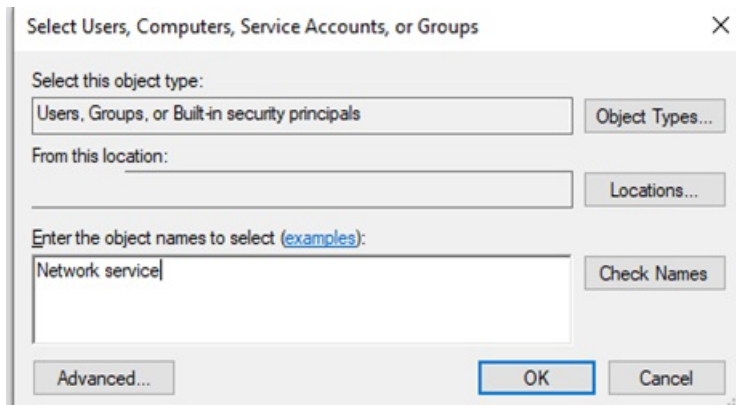 Select Users, Computers, Service Accounts, or Groups
Select this object type:
Users, Groups, or Built-in security principals
Object Types...
From this location:
Locations...
Enter the object names to select (examples):
Network service
Check Names
Advanced...
OK
Cancel